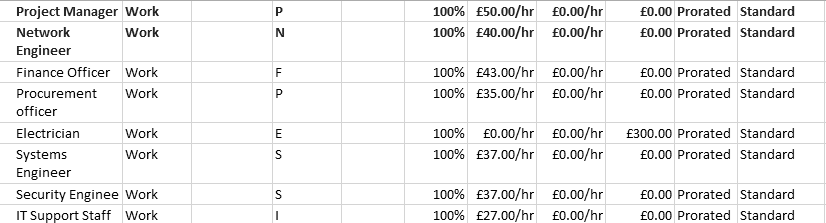 Project Manager Work P 100% £50.00/hr £0.00/hr £0.00 Prorated Standard
Network Work N 100% £40.00/hr £0.00/hr £0.00 Prorated Standard
Engineer
Finance Officer Work F 100% £43.00/hr £0.00/hr £0.00 Prorated Standard
Procurement Work P 100% £35.00/hr £0.00/hr £0.00 Prorated Standard
officer
Electrician Work E 100% £0.00/hr £0.00/hr £300.00 Prorated Standard
Systems Work S 100% £37.00/hr £0.00/hr £0.00 Prorated Standard
Engineer
Security Enginee Work S 100% £37.00/hr £0.00/hr £0.00 Prorated Standard
IT Support Staff Work I 100% £27.00/hr £0.00/hr £0.00 Prorated Standard